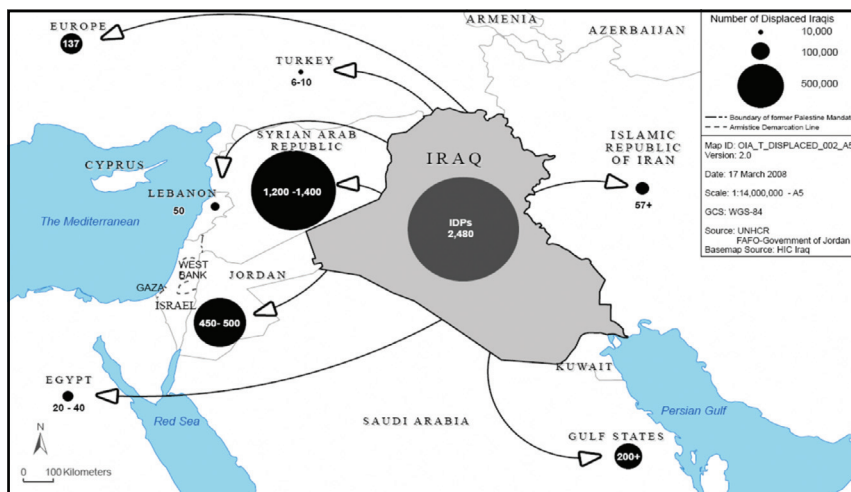 EUROPE
137
TURKEY
6-10
ARMENIA
AZERBAIJAN
SYRIAN ARAB
REPUBLIC
1,200 -1,400
CYPRUS
LEBANON
50
The Mediterranean
IRAQ
IDPs
2,480
ISLAMIC
REPUBLIC
OF IRAN
57+
WEST
BANK
GAZA
ISRAEL
JORDAN
450- 500
EGYPT
20 - 40
Red Sea
SAUDI ARABIA
KUWAIT
Persian Gulf
GULF STATES
200+
N
0 100 Kilometers
Number of Displaced Iraqis
10,000
100,000
500,000
Boundary of former Palestine Mandat
Armistice Demarcation Line
Map ID: OIA_T_DISPLACED_002_A5
Version: 2.0
Date: 17 March 2008
Scale: 1:14,000,000 - A5
GCS: WGS-84
Source: UNHCR
FAFO-Government of Jordan
Basemap Source: HIC Iraq